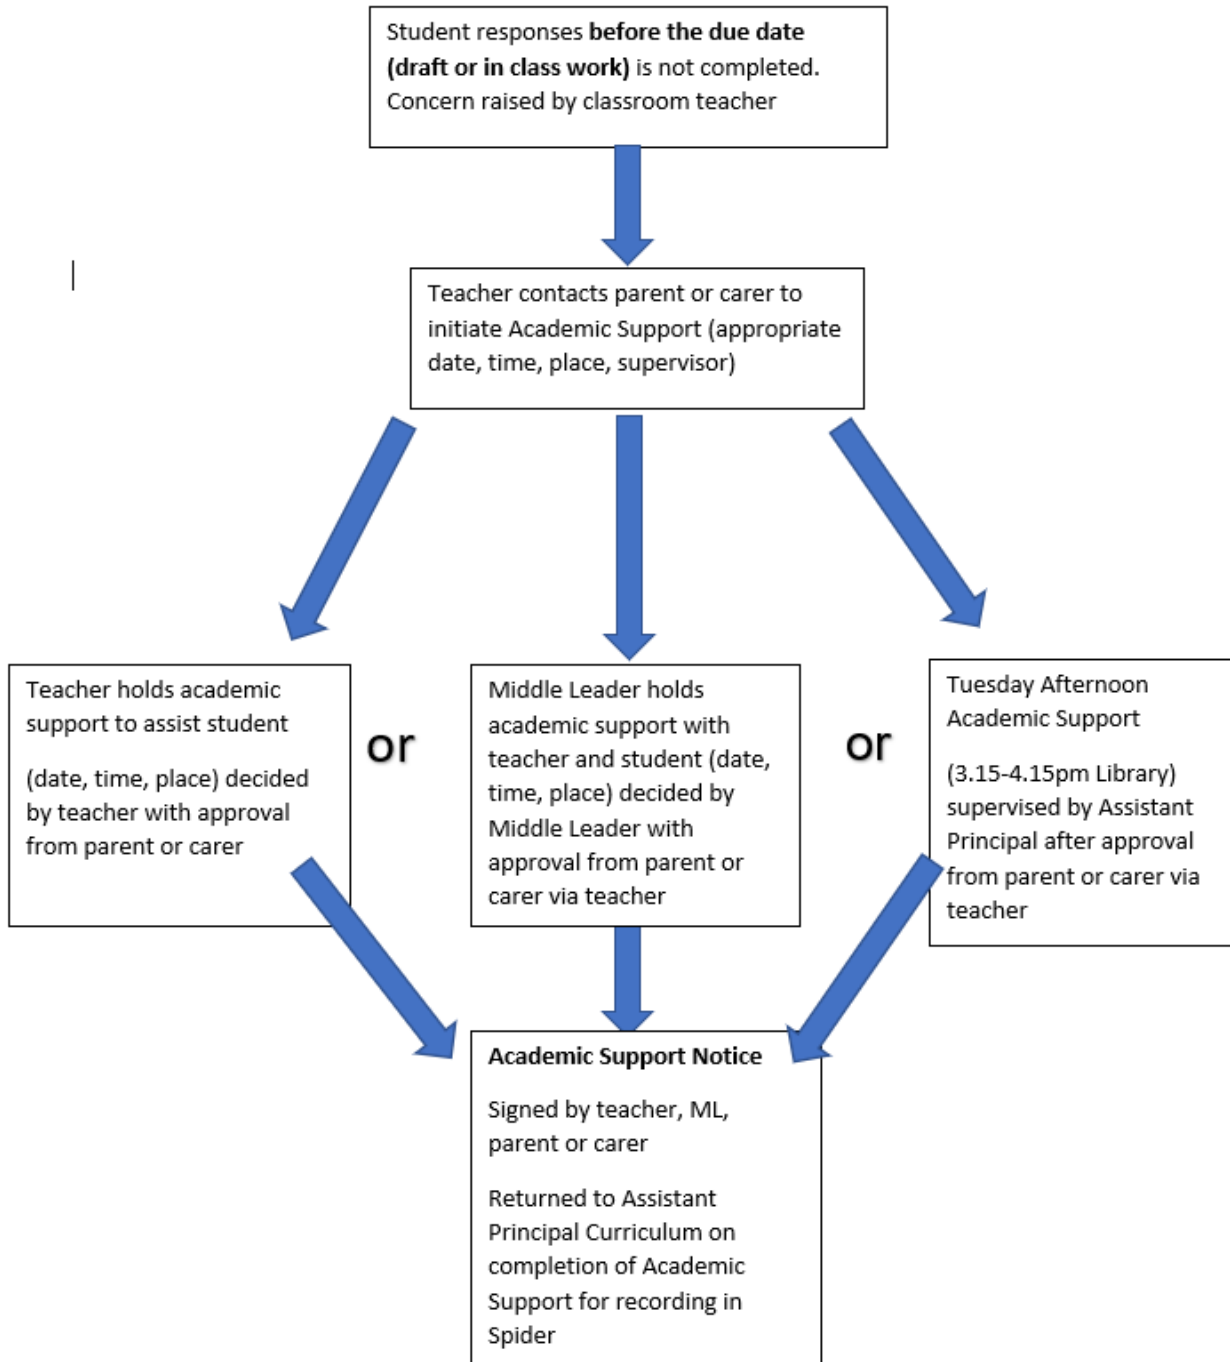 Student responses before the due date
(draft or in class work) is not completed.
Concern raised by classroom teacher
Teacher contacts parent or carer to
initiate Academic Support (appropriate
date, time, place, supervisor)
Teacher holds academic
support to assist student
(date, time, place) decided
by teacher with approval
from parent or carer
or
Middle Leader holds
academic support with
teacher and student (date,
time, place) decided by
Middle Leader with
approval from parent or
carer via teacher
or
Tuesday Afternoon
Academic Support
(3.15-4.15pm Library)
supervised by Assistant
Principal after approval
from parent or carer via
teacher
Academic Support Notice
Signed by teacher, ML,
parent or carer
Returned to Assistant
Principal Curriculum on
completion of Academic
Support for recording in
Spider